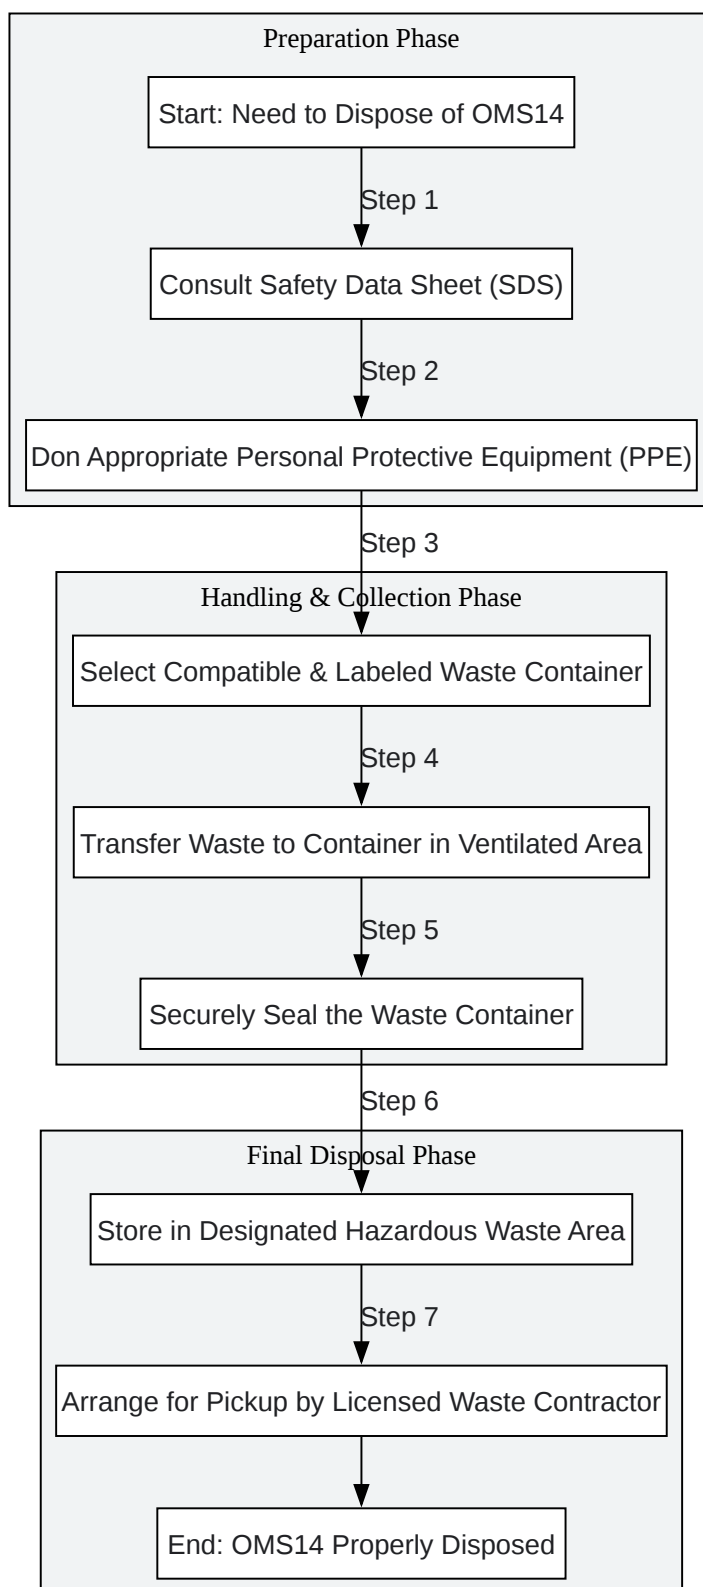 Preparation Phase
Start: Need to Dispose of OMS14
Step 1
Consult Safety Data Sheet (SDS)
Step 2
Don Appropriate Personal Protective Equipment (PPE)
Step 3
Handling & Collection Phase
Select Compatible & Labeled Waste Container
Step 4
Transfer Waste to Container in Ventilated Area
Step 5
Securely Seal the Waste Container
Step 6
Final Disposal Phase
Store in Designated Hazardous Waste Area
Step 7
Arrange for Pickup by Licensed Waste Contractor
End: OMS14 Properly Disposed